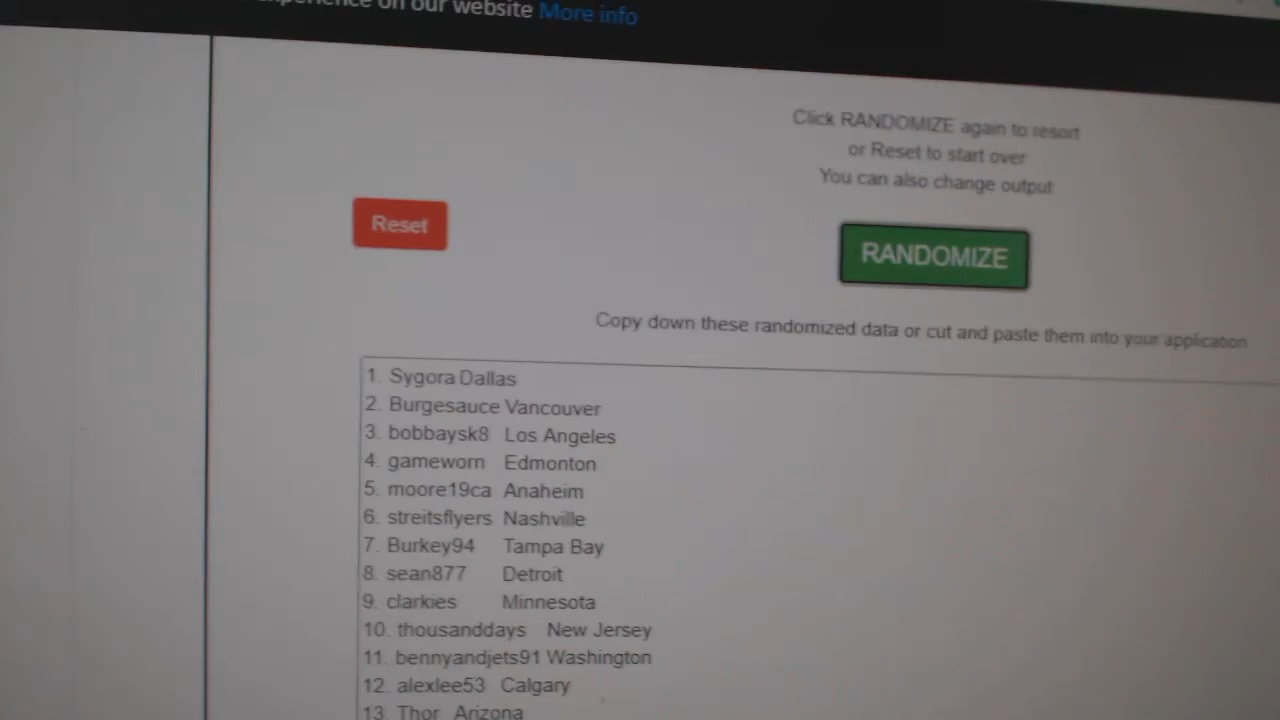 on our website More info
Click RANDOMIZE again to resort
or Reset to start over
You can also change output
Reset
RANDOMIZE
Copy down these randomized data or cut and paste them into your application
1. Sygora Dallas
2. Burgesauce Vancouver
3. bobbaysk8 Los Angeles
4. gameworn Edmonton
5. moore19ca Anaheim
6. streitsflyers Nashville
7. Burkey94 Tampa Bay
8. sean877 Detroit
9. clarkies Minnesota
10. thousanddays New Jersey
11. bennyandjets91 Washington
12. alexlee53 Calgary
13. Thor Arizona